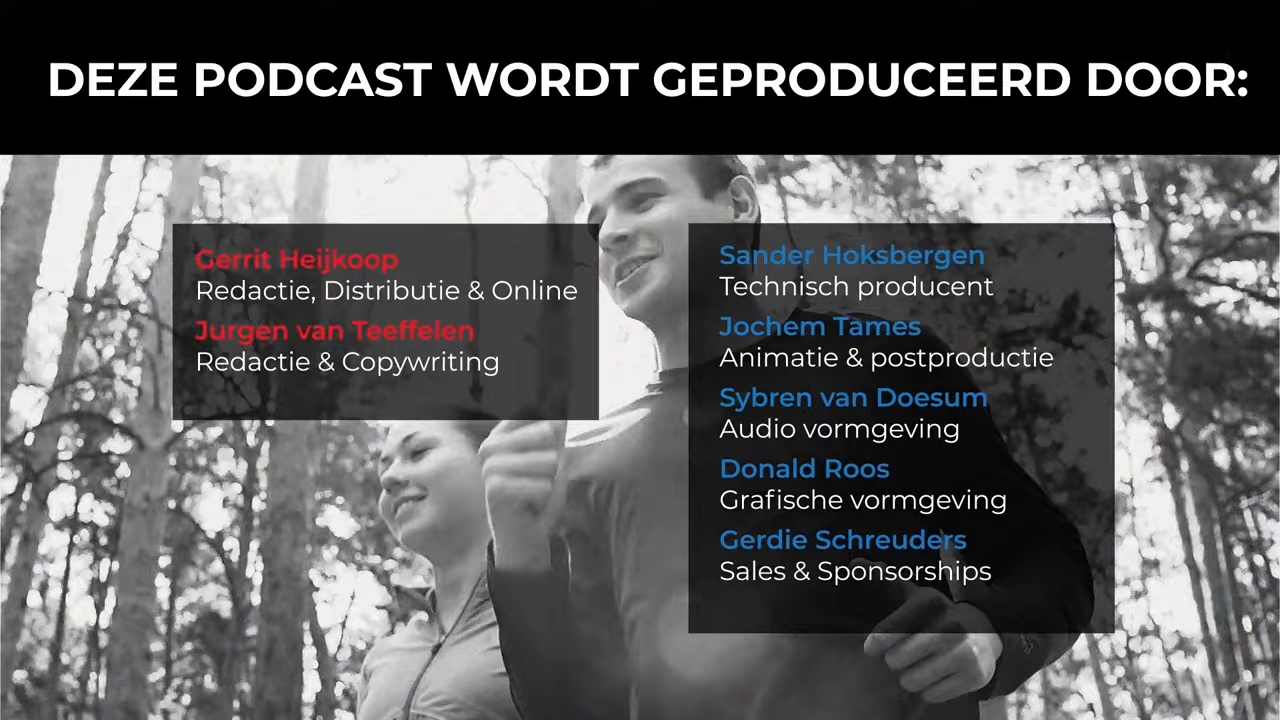 DEZE PODCAST WORDT GEPRODUCEERD DOOR:
Gerrit Heijkoop
Redactie, Distributie & Online
Jurgen van Teeffelen
Redactie & Copywriting
Sander Hoksbergen
Technisch producent
Jochem Tames
Animatie & postproductie
Sybren van Doesum
Audio vormgeving
Donald Roos
Grafische vormgeving
Gerdie Schreuders
Sales & Sponsorships